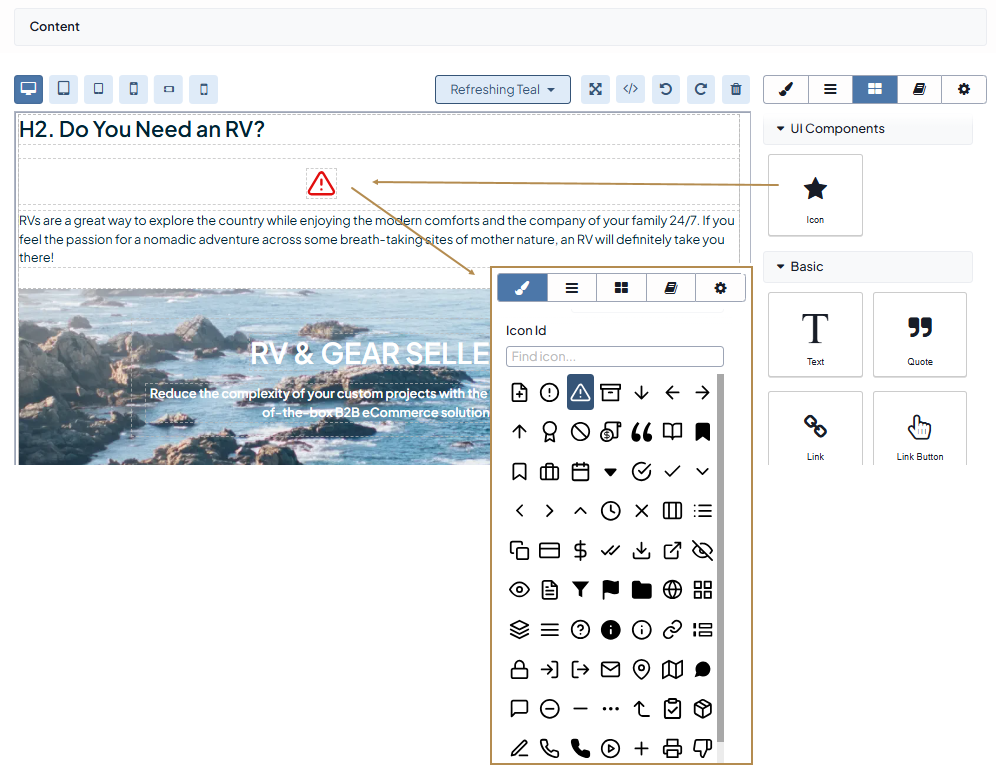 Content
Refreshing Teal
H2. Do You Need an RV?
UI Components
Icon
RVs are a great way to explore the country while enjoying the modern comforts and the company of your family 24/7. If you
feel the passion for a nomadic adventure across some breath-taking sites of mother nature, an RV will definitely take you
there!
Basic
Text
Quote
Link
Link Button
RV & GEAR SELLE
Reduce the complexity of your custom projects with the
of-the-box B2B eCommerce solution
Icon Id
Find icon...